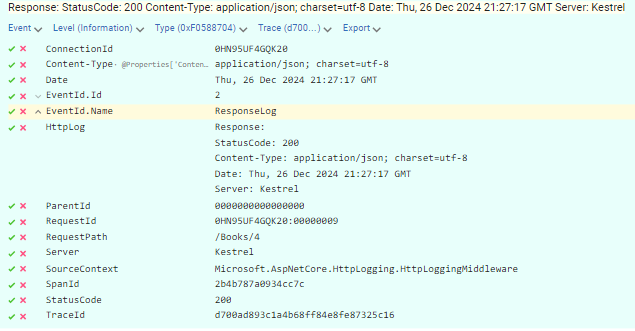 Response: StatusCode: 200 Content-Type: application/json; charset=utf-8 Date: Thu, 26 Dec 2024 21:27:17 GMT Server: Kestrel
Event Level (Information) Type (0xF0588704) Trace (d700…) Export
ConnectionId 0HN95UF4GQK20
Content-Type · @Properties['Conten… application/json; charset=utf-8
Date Thu, 26 Dec 2024 21:27:17 GMT
EventId.Id 2
EventId.Name ResponseLog
HttpLog Response:
StatusCode: 200
Content-Type: application/json; charset=utf-8
Date: Thu, 26 Dec 2024 21:27:17 GMT
Server: Kestrel
ParentId 0000000000000000
RequestId 0HN95UF4GQK20:00000009
RequestPath /Books/4
Server Kestrel
SourceContext Microsoft.AspNetCore.HttpLogging.HttpLoggingMiddleware
SpanId 2b4b787a0934cc7c
StatusCode 200
TraceId d700ad893c1a4b68ff84e8fe87325c16